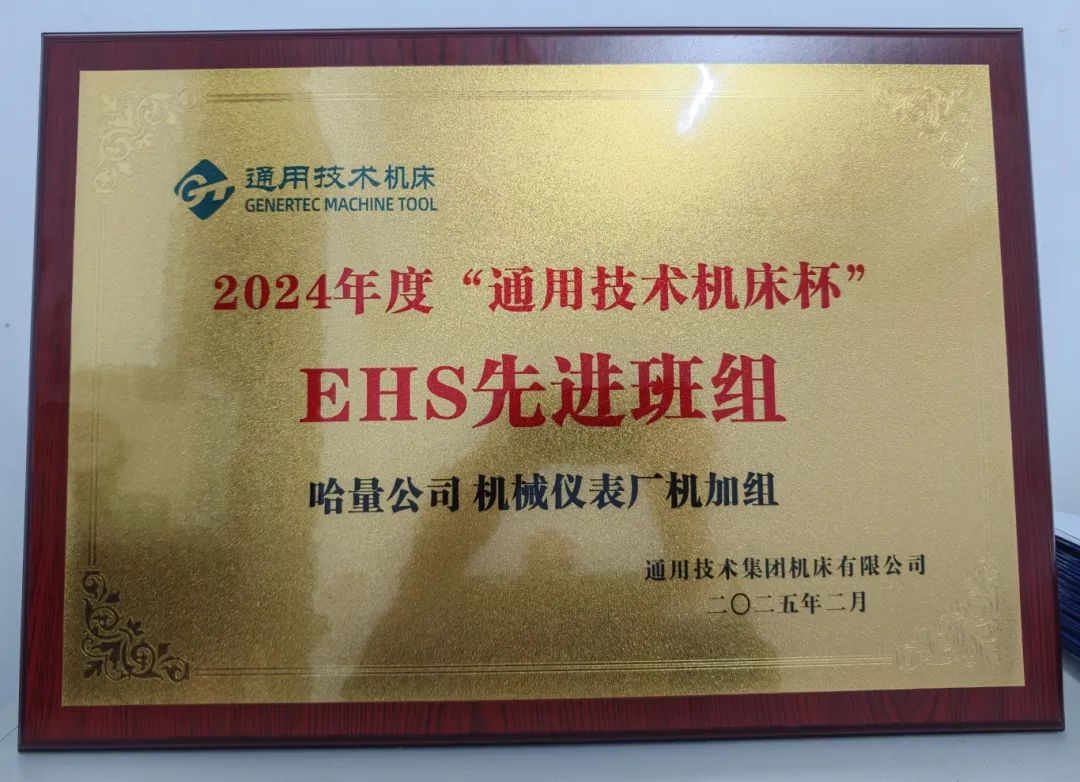 通用技术机床
GENERTEC MACHINE TOOL
2024年度“通用技术机床杯”
EHS先进班组
哈量公司 机械仪表厂机加组
通用技术集团机床有限公司
二〇二五年二月